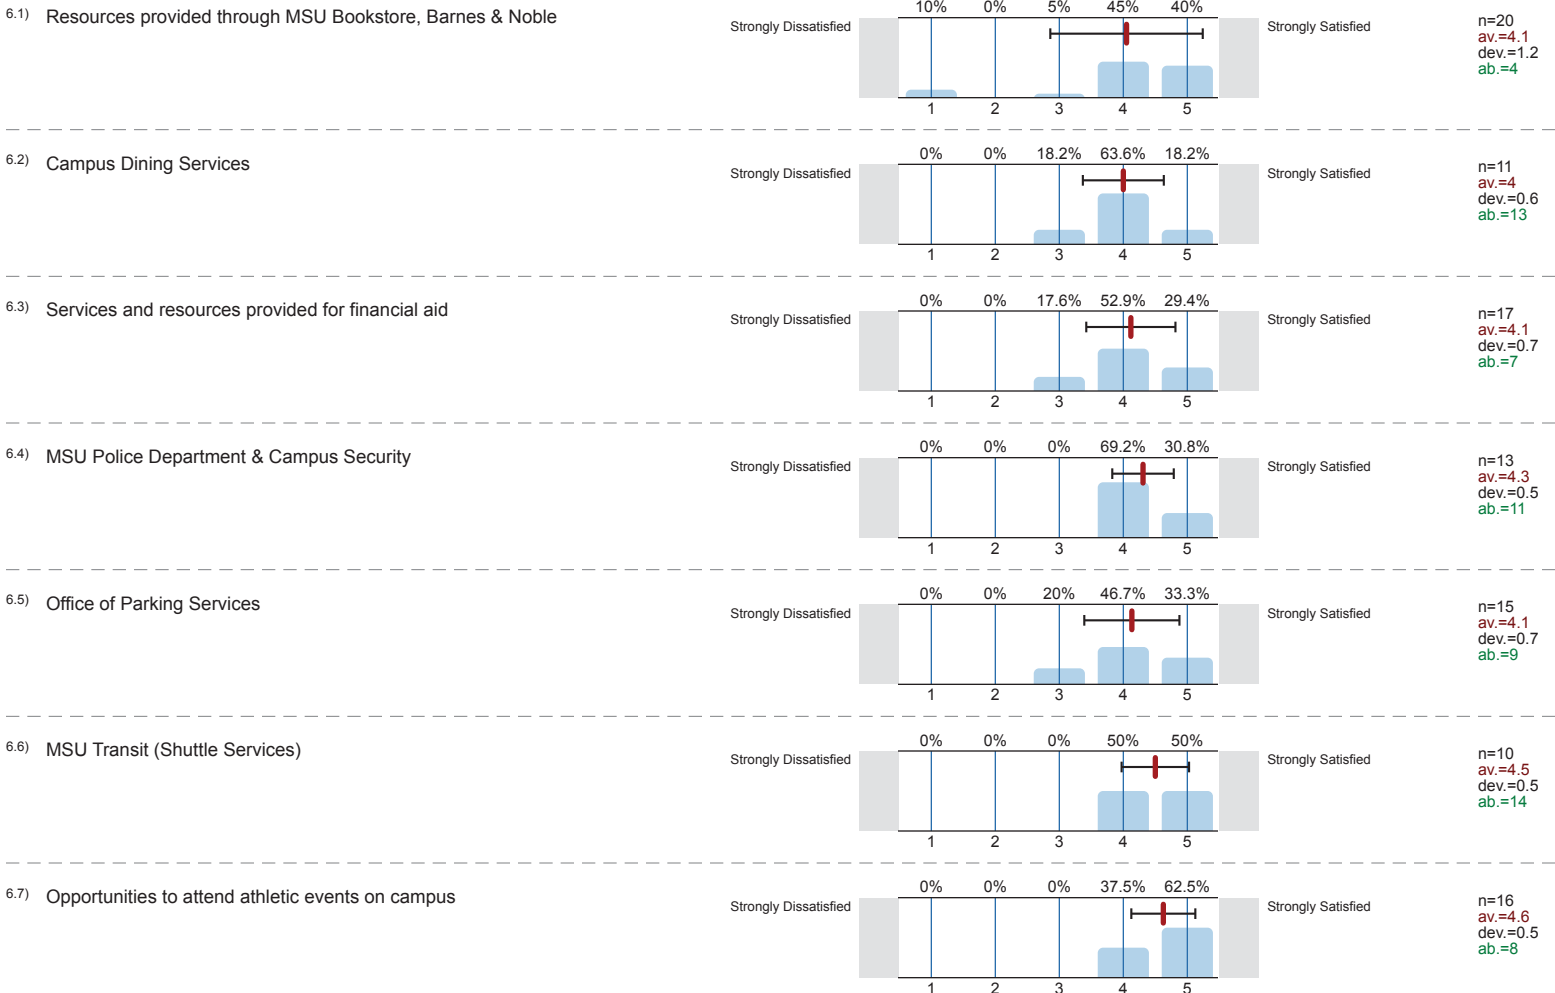 6.1) Resources provided through MSU Bookstore, Barnes & Noble
Strongly Dissatisfied
10% 0% 5% 45% 40%
1 2 3 4 5
Strongly Satisfied
n=20
av.=4.1
dev.=1.2
ab.=4
6.2) Campus Dining Services
Strongly Dissatisfied
0% 0% 18.2% 63.6% 18.2%
1 2 3 4 5
Strongly Satisfied
n=11
av.=4
dev.=0.6
ab.=13
6.3) Services and resources provided for financial aid
Strongly Dissatisfied
0% 0% 17.6% 52.9% 29.4%
1 2 3 4 5
Strongly Satisfied
n=17
av.=4.1
dev.=0.7
ab.=7
6.4) MSU Police Department & Campus Security
Strongly Dissatisfied
0% 0% 0% 69.2% 30.8%
1 2 3 4 5
Strongly Satisfied
n=13
av.=4.3
dev.=0.5
ab.=11
6.5) Office of Parking Services
Strongly Dissatisfied
0% 0% 20% 46.7% 33.3%
1 2 3 4 5
Strongly Satisfied
n=15
av.=4.1
dev.=0.7
ab.=9
6.6) MSU Transit (Shuttle Services)
Strongly Dissatisfied
0% 0% 0% 50% 50%
1 2 3 4 5
Strongly Satisfied
n=10
av.=4.5
dev.=0.5
ab.=14
6.7) Opportunities to attend athletic events on campus
Strongly Dissatisfied
0% 0% 0% 37.5% 62.5%
1 2 3 4 5
Strongly Satisfied
n=16
av.=4.6
dev.=0.5
ab.=8